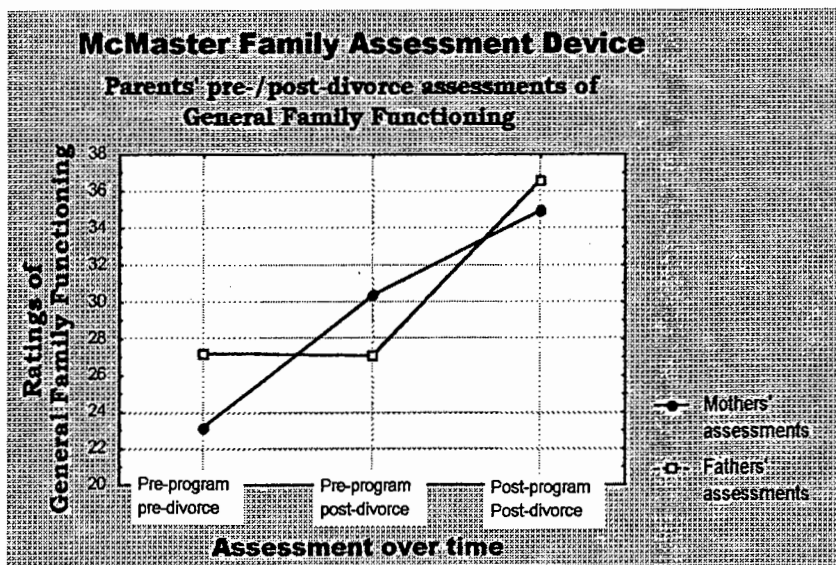 McMaster Family Assessment Device
Parents' pre-/post-divorce assessments of
General Family Functioning
Ratings of
General Family Functioning
38
36
34
32
30
28
26
24
22
20
Pre-program
pre-divorce
Pre-program
post-divorce
Post-program
Post-divorce
Assessment over time
Mothers'
assessments
Fathers'
assessments